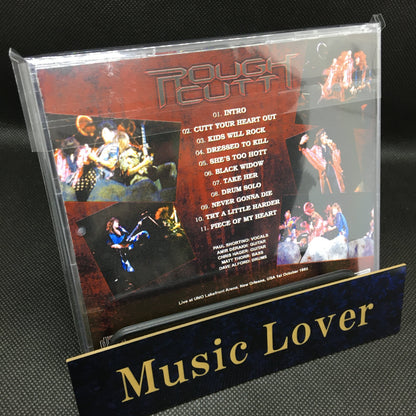 ROUGH
CUTT
01. INTRO
02. CUTT YOUR HEART OUT
03. KIDS WILL ROCK
04. DRESSED TO KILL
05. SHE'S TOO HOTT
06. BLACK WIDOW
07. TAKE HER
08. DRUM SOLO
09. NEVER GONNA DIE
10. TRY A LITTLE HARDER
11. PIECE OF MY HEART
PAUL SHORTINO: VOCALS
AMIR DERAKH: GUITAR
CHRIS HAGER: GUITAR
MATT THORR: BASS
DAVE ALFORD: DRUMS
Live at UNO Lakefront Arena, New Orleans, USA 1st October 1985
Music Lover